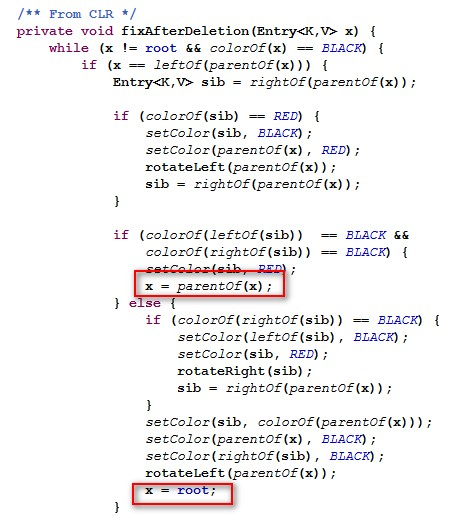 /** From CLR */
private void fixAfterDeletion(Entry<K,V> x) {
    while (x != root && colorOf(x) == BLACK) {
        if (x == leftOf(parentOf(x))) {
            Entry<K,V> sib = rightOf(parentOf(x));

            if (colorOf(sib) == RED) {
                setColor(sib, BLACK);
                setColor(parentOf(x), RED);
                rotateLeft(parentOf(x));
                sib = rightOf(parentOf(x));
            }

            if (colorOf(leftOf(sib))  == BLACK &&
                colorOf(rightOf(sib)) == BLACK) {
                setColor(sib, RED);
                x = parentOf(x);
            } else {
                if (colorOf(rightOf(sib)) == BLACK) {
                    setColor(leftOf(sib), BLACK);
                    setColor(sib, RED);
                    rotateRight(sib);
                    sib = rightOf(parentOf(x));
                }
                setColor(sib, colorOf(parentOf(x)));
                setColor(parentOf(x), BLACK);
                setColor(rightOf(sib), BLACK);
                rotateLeft(parentOf(x));
                x = root;
            }